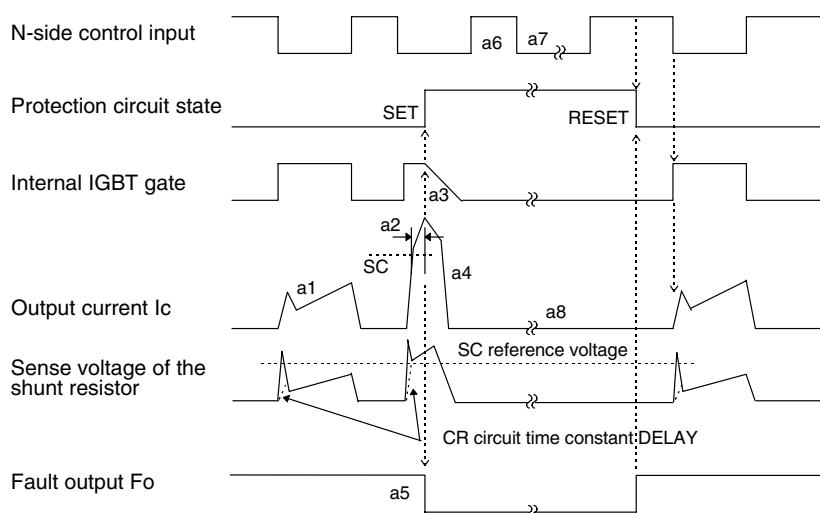 N-side control input
a6
a7
Protection circuit state
SET
RESET
Internal IGBT gate
a3
a2
SC
a4
a1
a8
Output current Ic
SC reference voltage
Sense voltage of the
shunt resistor
CR circuit time constant DELAY
Fault output Fo
a5